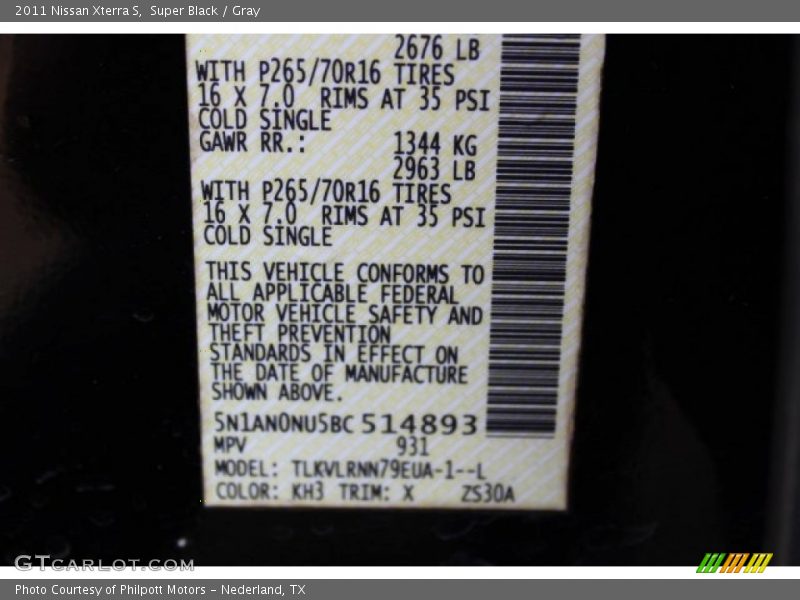 2011 Nissan Xterra S,  Super Black / Gray
2676 LB
WITH P265/70R16 TIRES
16 X 7.0 RIMS AT 35 PSI
COLD SINGLE
GAWR RR.: 1344 KG
2963 LB
WITH P265/70R16 TIRES
16 X 7.0 RIMS AT 35 PSI
COLD SINGLE
THIS VEHICLE CONFORMS TO
ALL APPLICABLE FEDERAL
MOTOR VEHICLE SAFETY AND
THEFT PREVENTION
STANDARDS IN EFFECT ON
THE DATE OF MANUFACTURE
SHOWN ABOVE.
5N1AN0NU5BC514893
MPV 931
MODEL: TLKVLRNN79EUA-1--L
COLOR: KH3 TRIM: X ZS30A
GTCARLOT.COM
Photo Courtesy of Philpott Motors - Nederland, TX